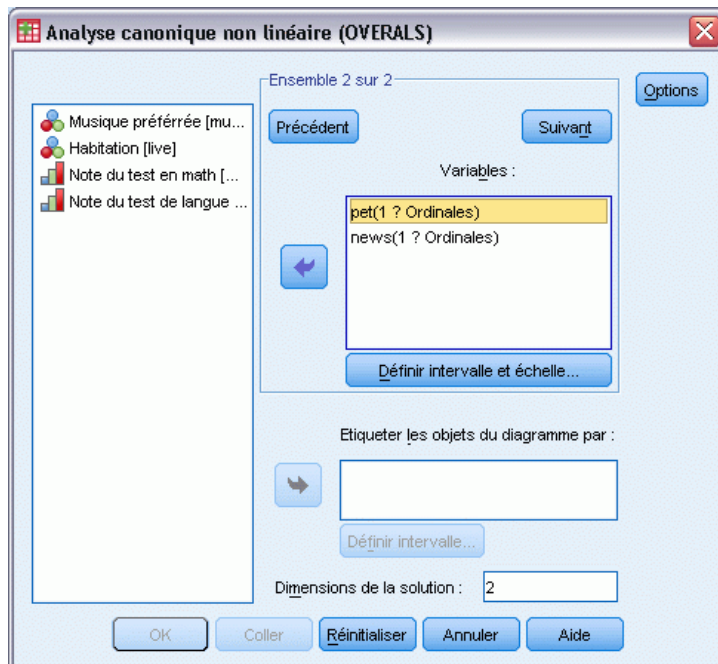 Analyse canonique non linéaire (OVERALS)
Ensemble 2 sur 2
Options
Musique préférrée [mu...
Habitation [live]
Note du test en math [...
Note du test de langue ...
Précédent
Suivant
Variables :
pet(1 ? Ordinales)
news(1 ? Ordinales)
Définir intervalle et échelle...
Etiqueter les objets du diagramme par :
Définir intervalle...
Dimensions de la solution :
2
OK
Coller
Réinitialiser
Annuler
Aide